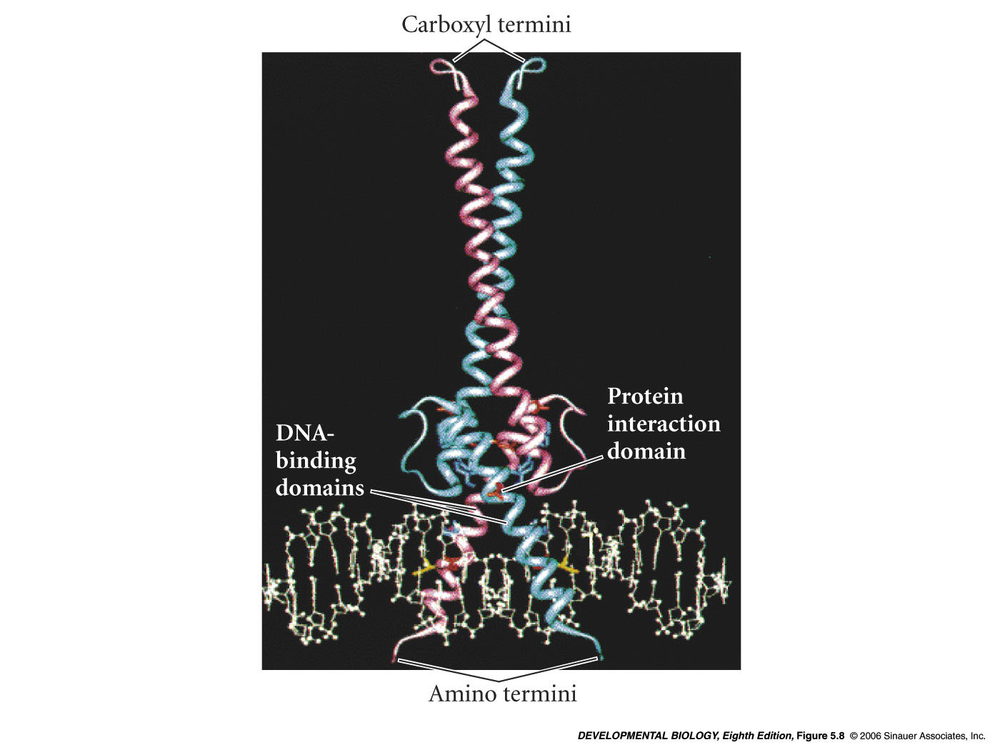 Carboxyl termini
Protein
interaction
domain
DNA-
binding
domains
Amino termini
DEVELOPMENTAL BIOLOGY, Eighth Edition, Figure 5.8 © 2006 Sinauer Associates, Inc.